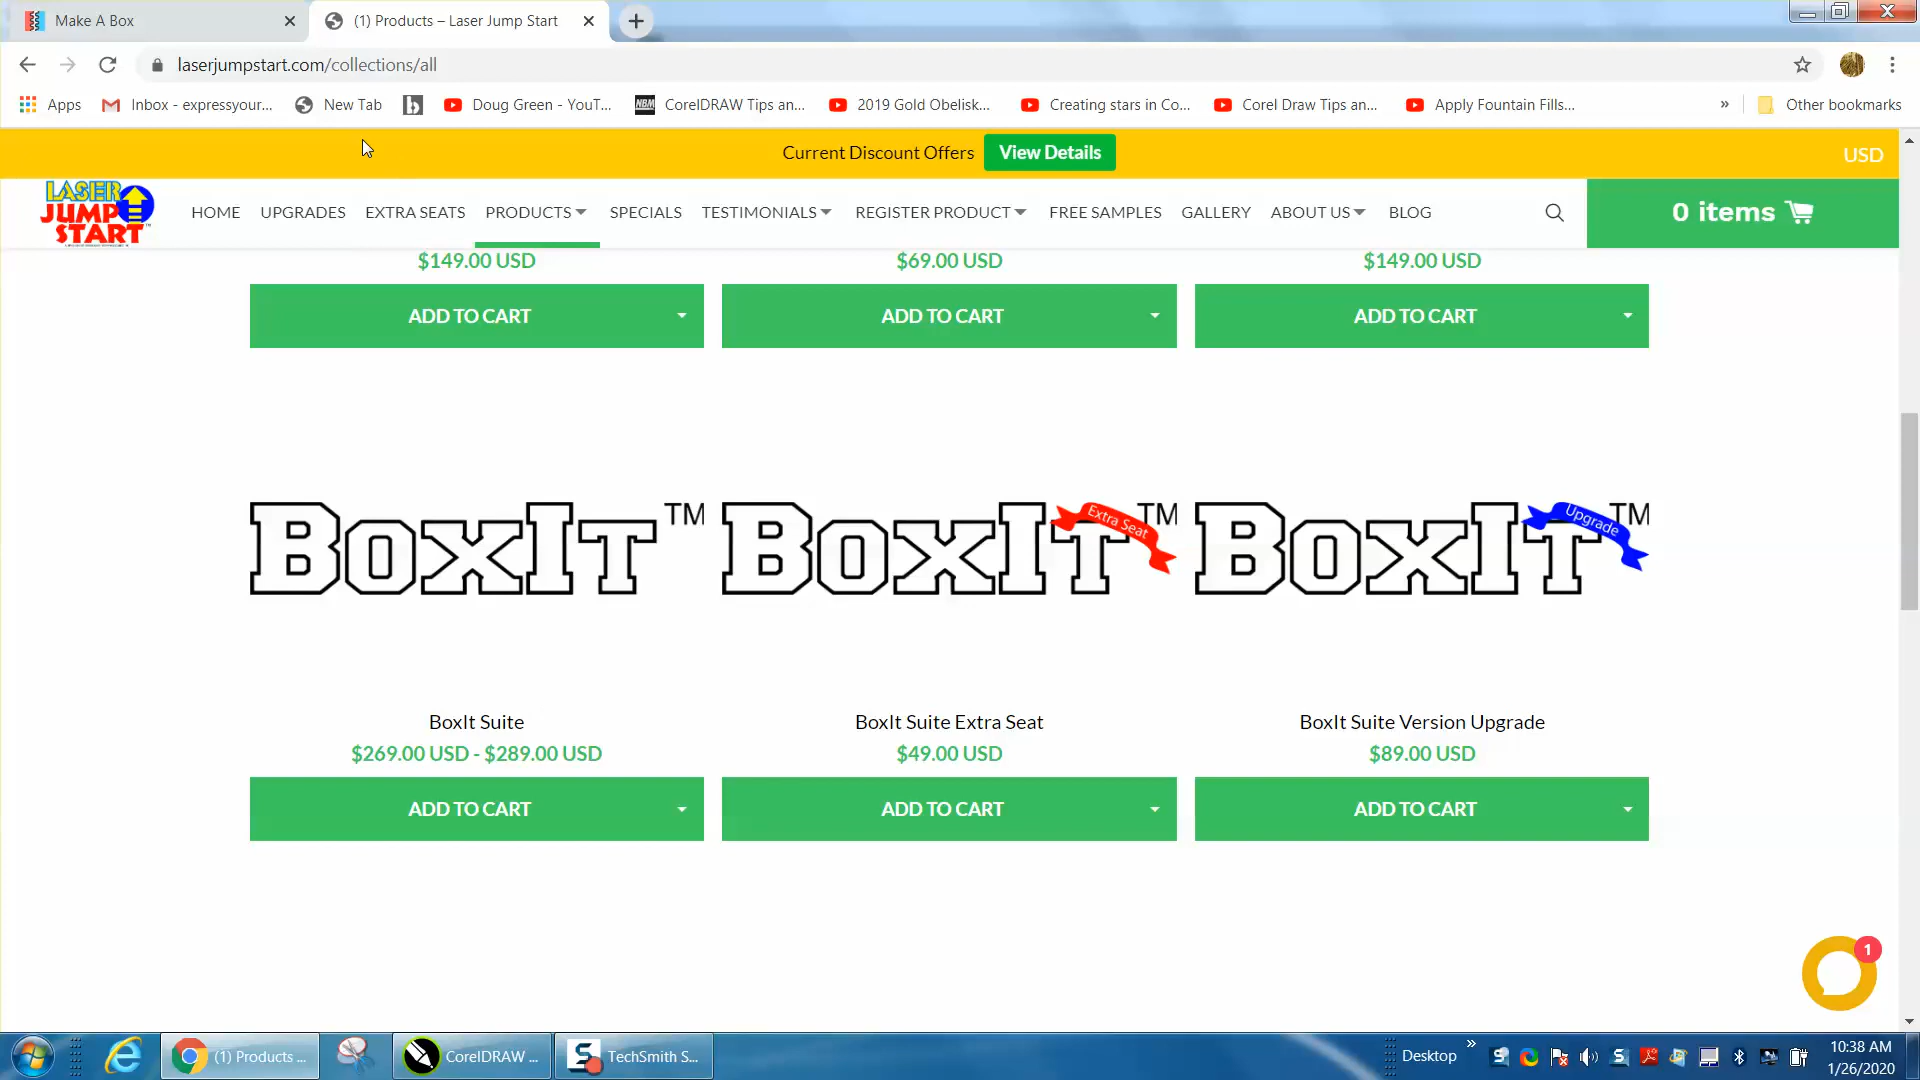 Make A Box
(1) Products – Laser Jump Start
laserjumpstart.com/collections/all
Apps
Inbox - expressyour...
New Tab
Doug Green - YouT...
CorelDRAW Tips an...
2019 Gold Obelisk...
Creating stars in Co...
Corel Draw Tips an...
Apply Fountain Fills...
»
Other bookmarks
Current Discount Offers
View Details
USD
LASER
JUMP
START
HOME
UPGRADES
EXTRA SEATS
PRODUCTS
SPECIALS
TESTIMONIALS
REGISTER PRODUCT
FREE SAMPLES
GALLERY
ABOUT US
BLOG
0 items
$149.00 USD
$69.00 USD
$149.00 USD
ADD TO CART
ADD TO CART
ADD TO CART
BOXIT™
BOXIT™
Extra Seat
BOXIT™
Upgrade
BoxIt Suite
BoxIt Suite Extra Seat
BoxIt Suite Version Upgrade
$269.00 USD - $289.00 USD
$49.00 USD
$89.00 USD
ADD TO CART
ADD TO CART
ADD TO CART
1
(1) Products ...
CorelDRAW ...
TechSmith S...
Desktop
»
10:38 AM
1/26/2020